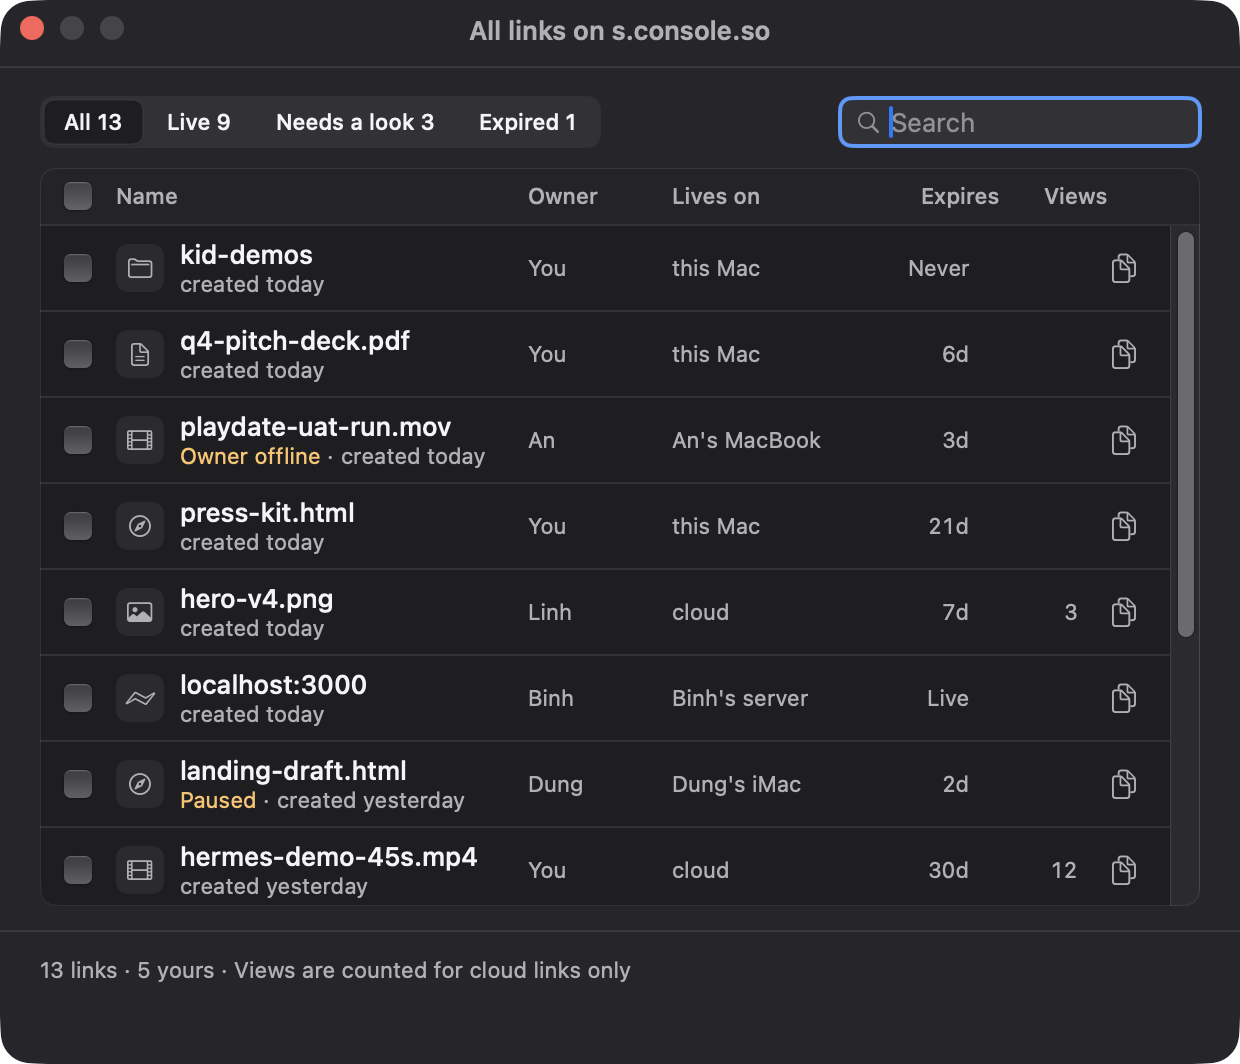 All links on s.console.so
All 13 Live 9 Needs a look 3 Expired 1
Search
Name Owner Lives on Expires Views
kid-demos
created today
You this Mac Never
q4-pitch-deck.pdf
created today
You this Mac 6d
playdate-uat-run.mov
Owner offline · created today
An An's MacBook 3d
press-kit.html
created today
You this Mac 21d
hero-v4.png
created today
Linh cloud 7d 3
localhost:3000
created today
Binh Binh's server Live
landing-draft.html
Paused · created yesterday
Dung Dung's iMac 2d
hermes-demo-45s.mp4
created yesterday
You cloud 30d 12
13 links · 5 yours · Views are counted for cloud links only